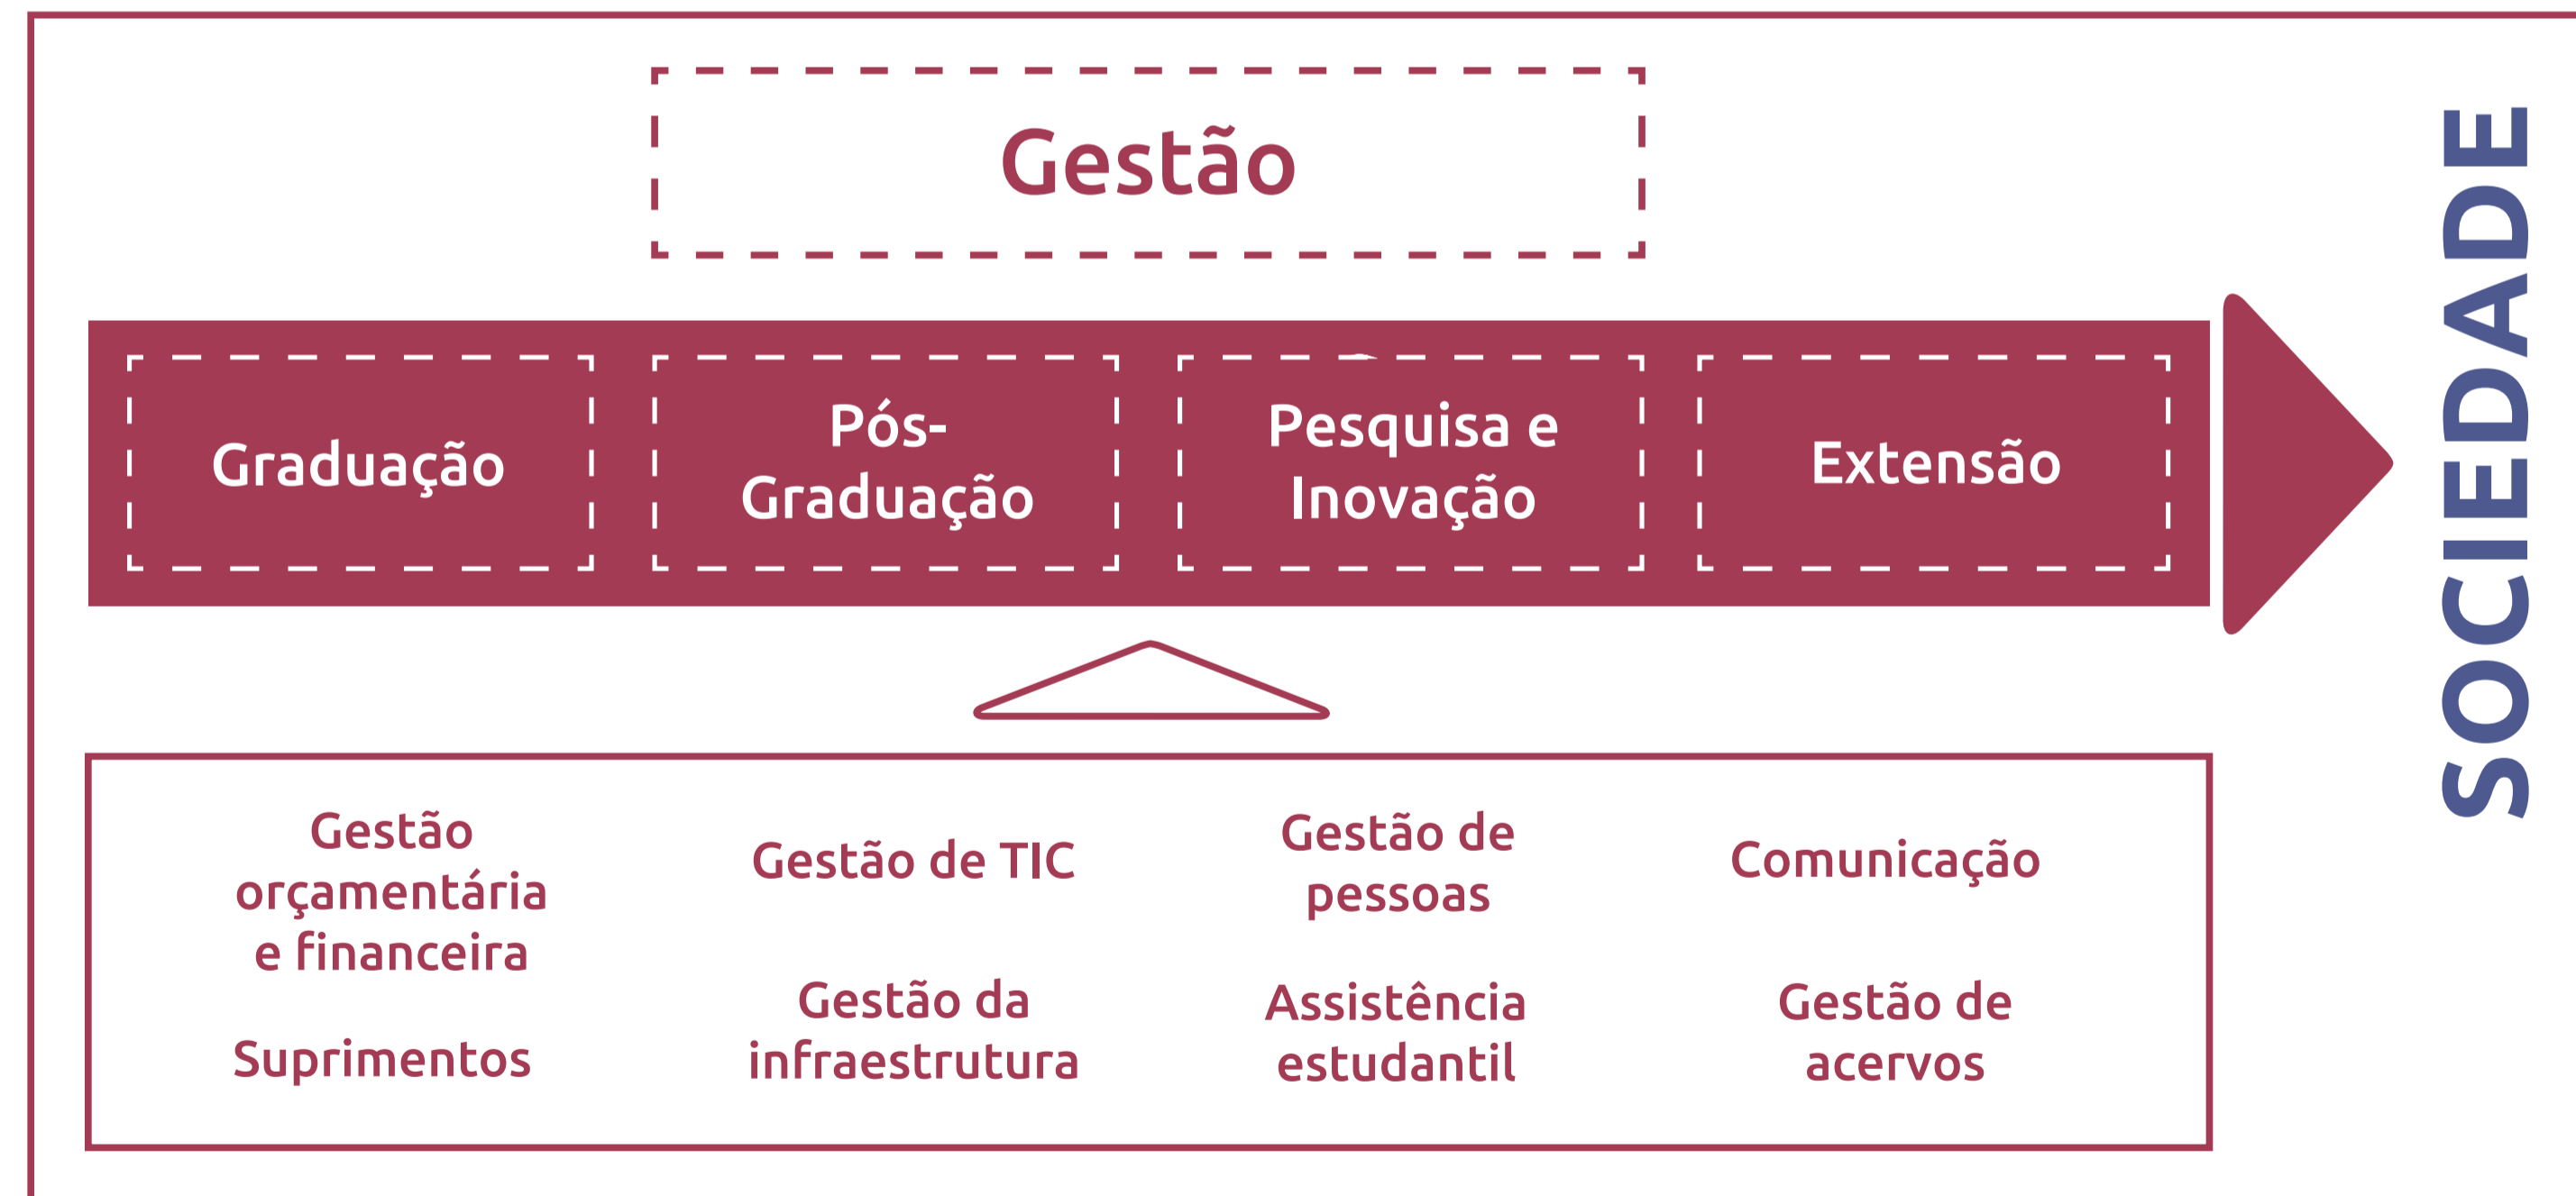 Gestão
Graduação
Pós-
Graduação
Pesquisa e
Inovação
Extensão
SOCIEDADE
Gestão
orçamentária
e financeira
Gestão de TIC
Gestão de
pessoas
Comunicação
Suprimentos
Gestão da
infraestrutura
Assistência
estudantil
Gestão de
acervos